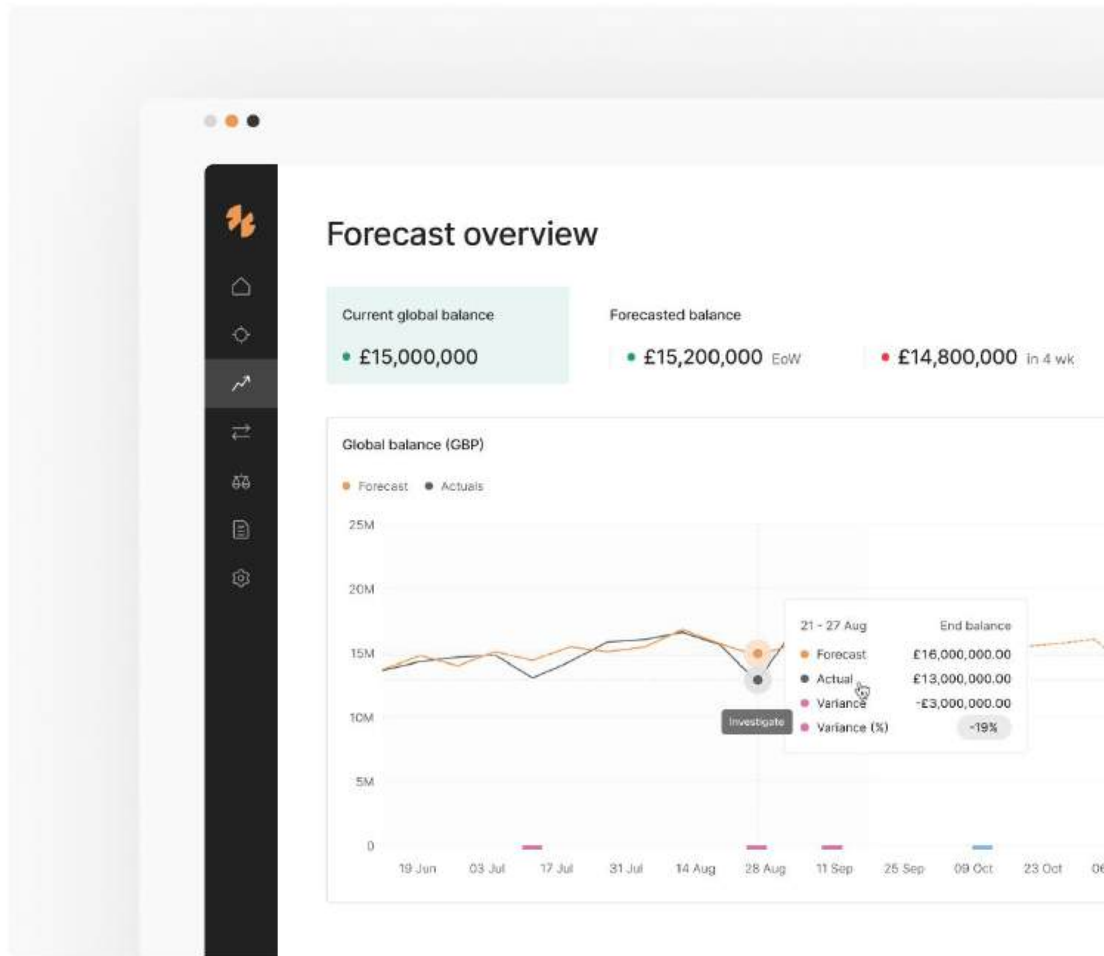 Forecast overview
Current global balance
Forecasted balance
£15,000,000
£15,200,000 EoW
£14,800,000 in 4 wk
Global balance (GBP)
Forecast
Actuals
25M
20M
15M
10M
5M
0
21 - 27 Aug End balance
Forecast £16,000,000.00
Actual £13,000,000.00
Variance -£3,000,000.00
Variance (%) -19%
Investigate
19 Jun 03 Jul 17 Jul 31 Jul 14 Aug 28 Aug 11 Sep 25 Sep 09 Oct 23 Oct 06